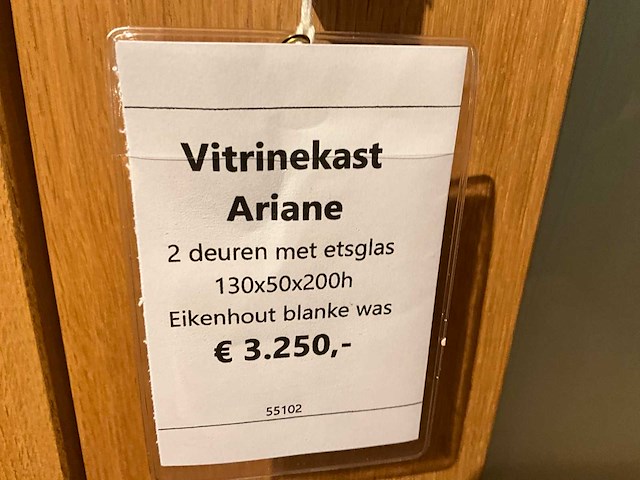 Vitrinekast
Ariane
2 deuren met etsglas
130x50x200h
Eikenhout blanke was
€ 3.250,-
55102